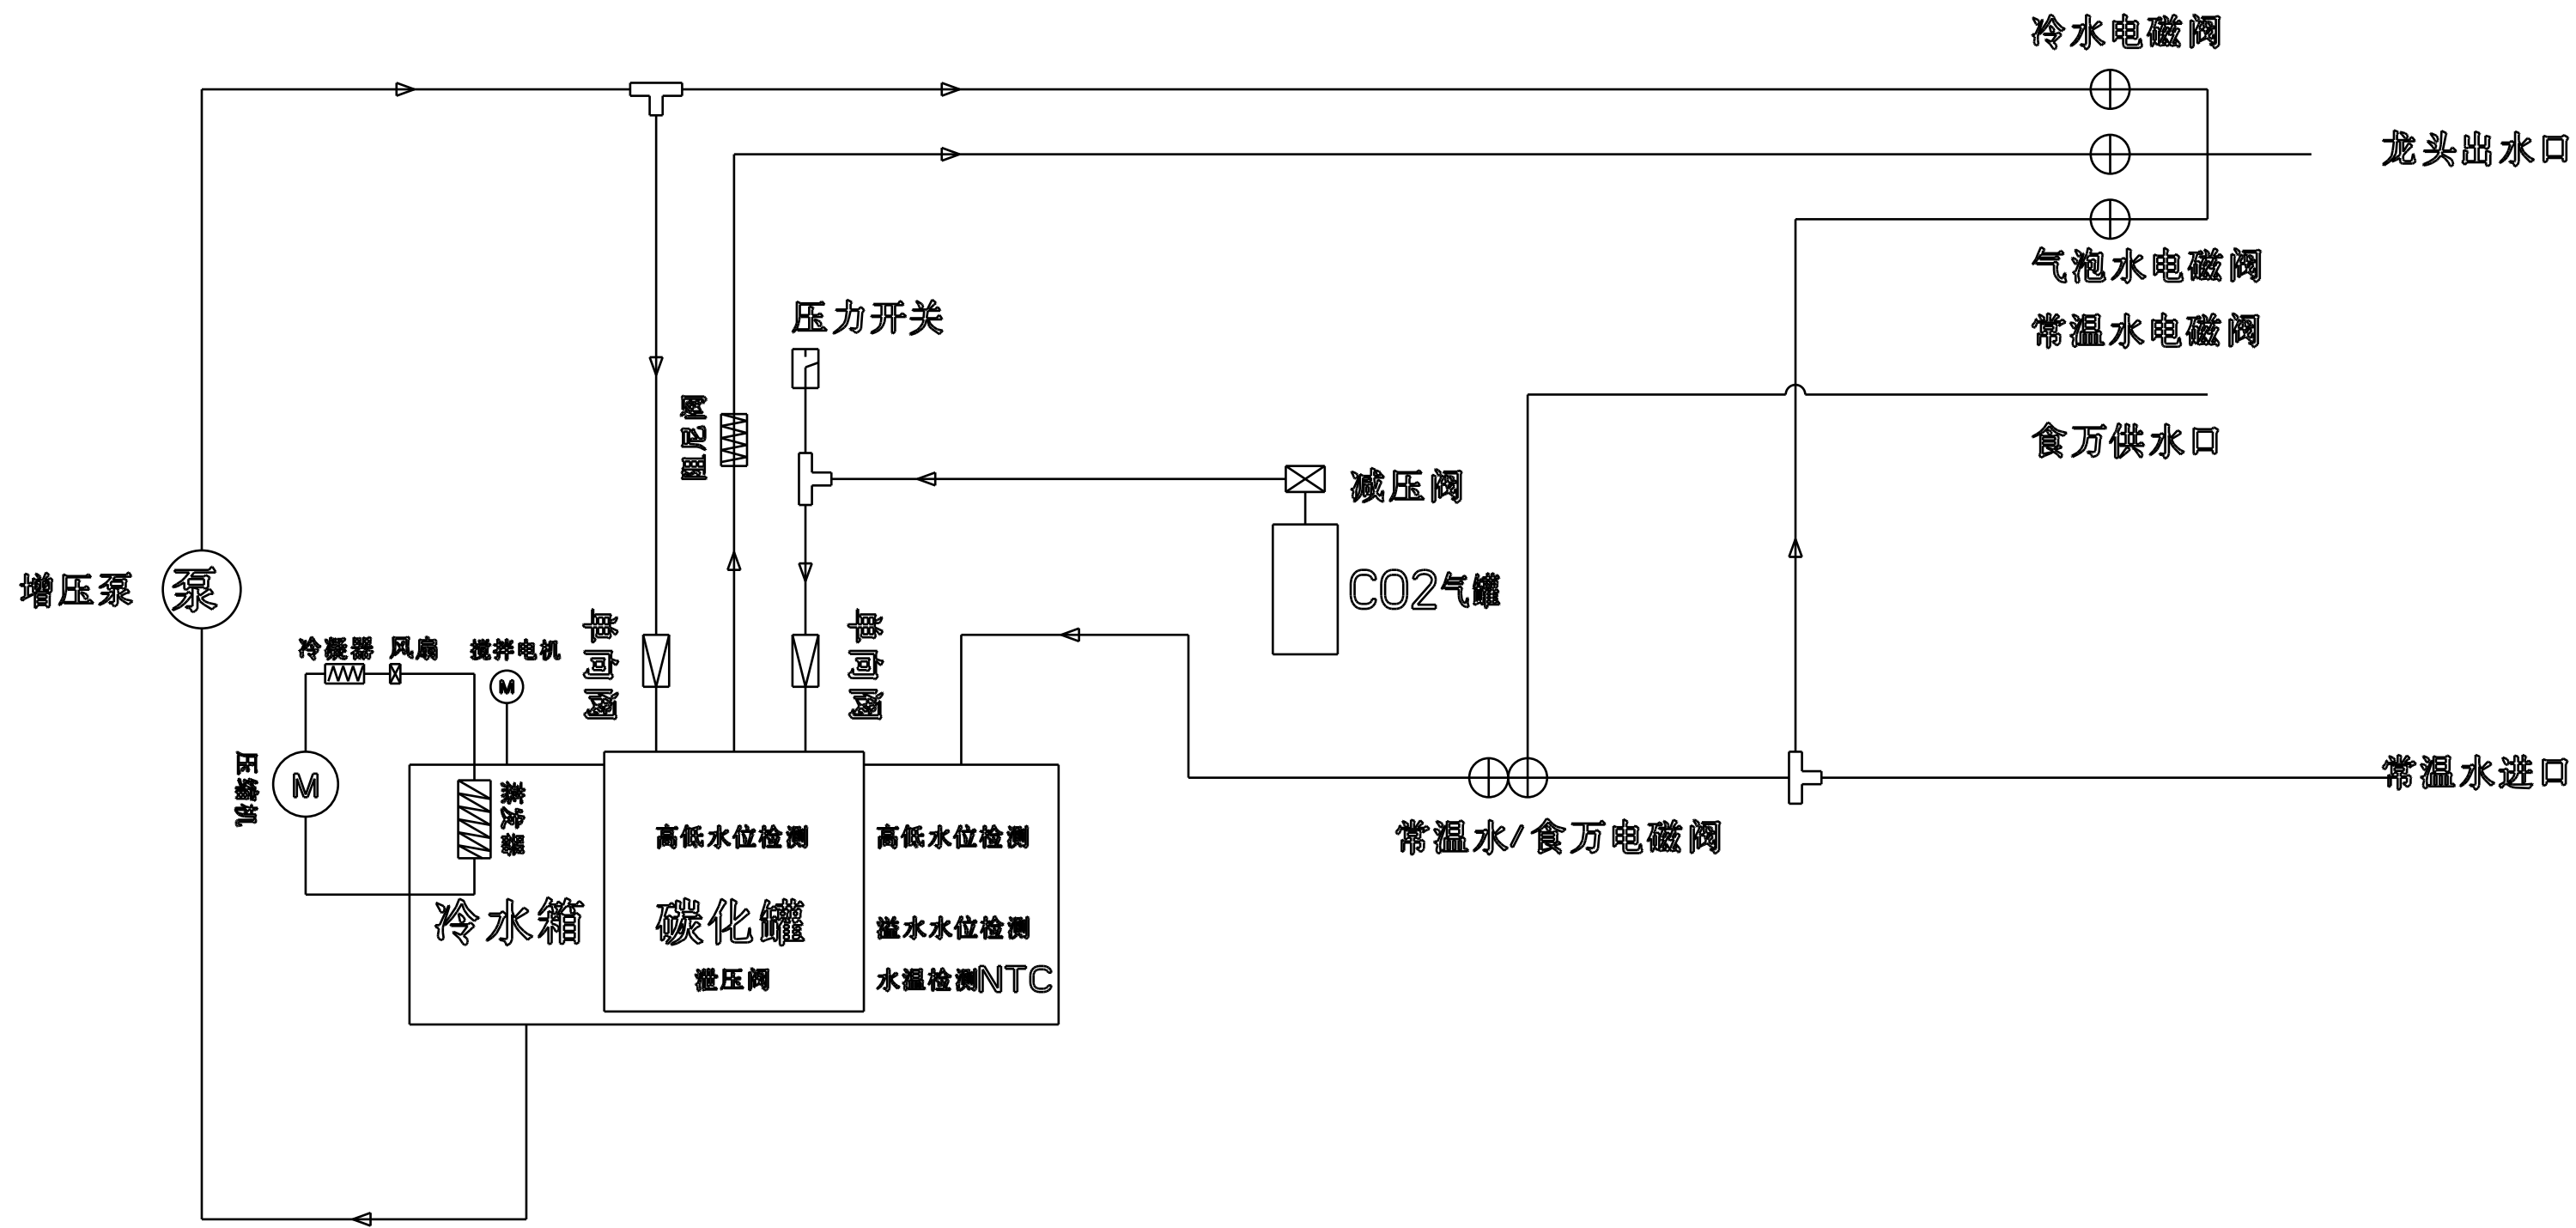 冷水电磁阀
龙头出水口
气泡水电磁阀
常温水电磁阀
压力开关
阻尼阀
食万供水口
减压阀
CO2气罐
增压泵
泵
单向阀
单向阀
冷凝器
风扇
搅拌电机
M
压缩机
M
蒸发器
常温水进口
常温水/食万电磁阀
高低水位检测
高低水位检测
冷水箱
碳化罐
溢水水位检测
泄压阀
水温检测NTC